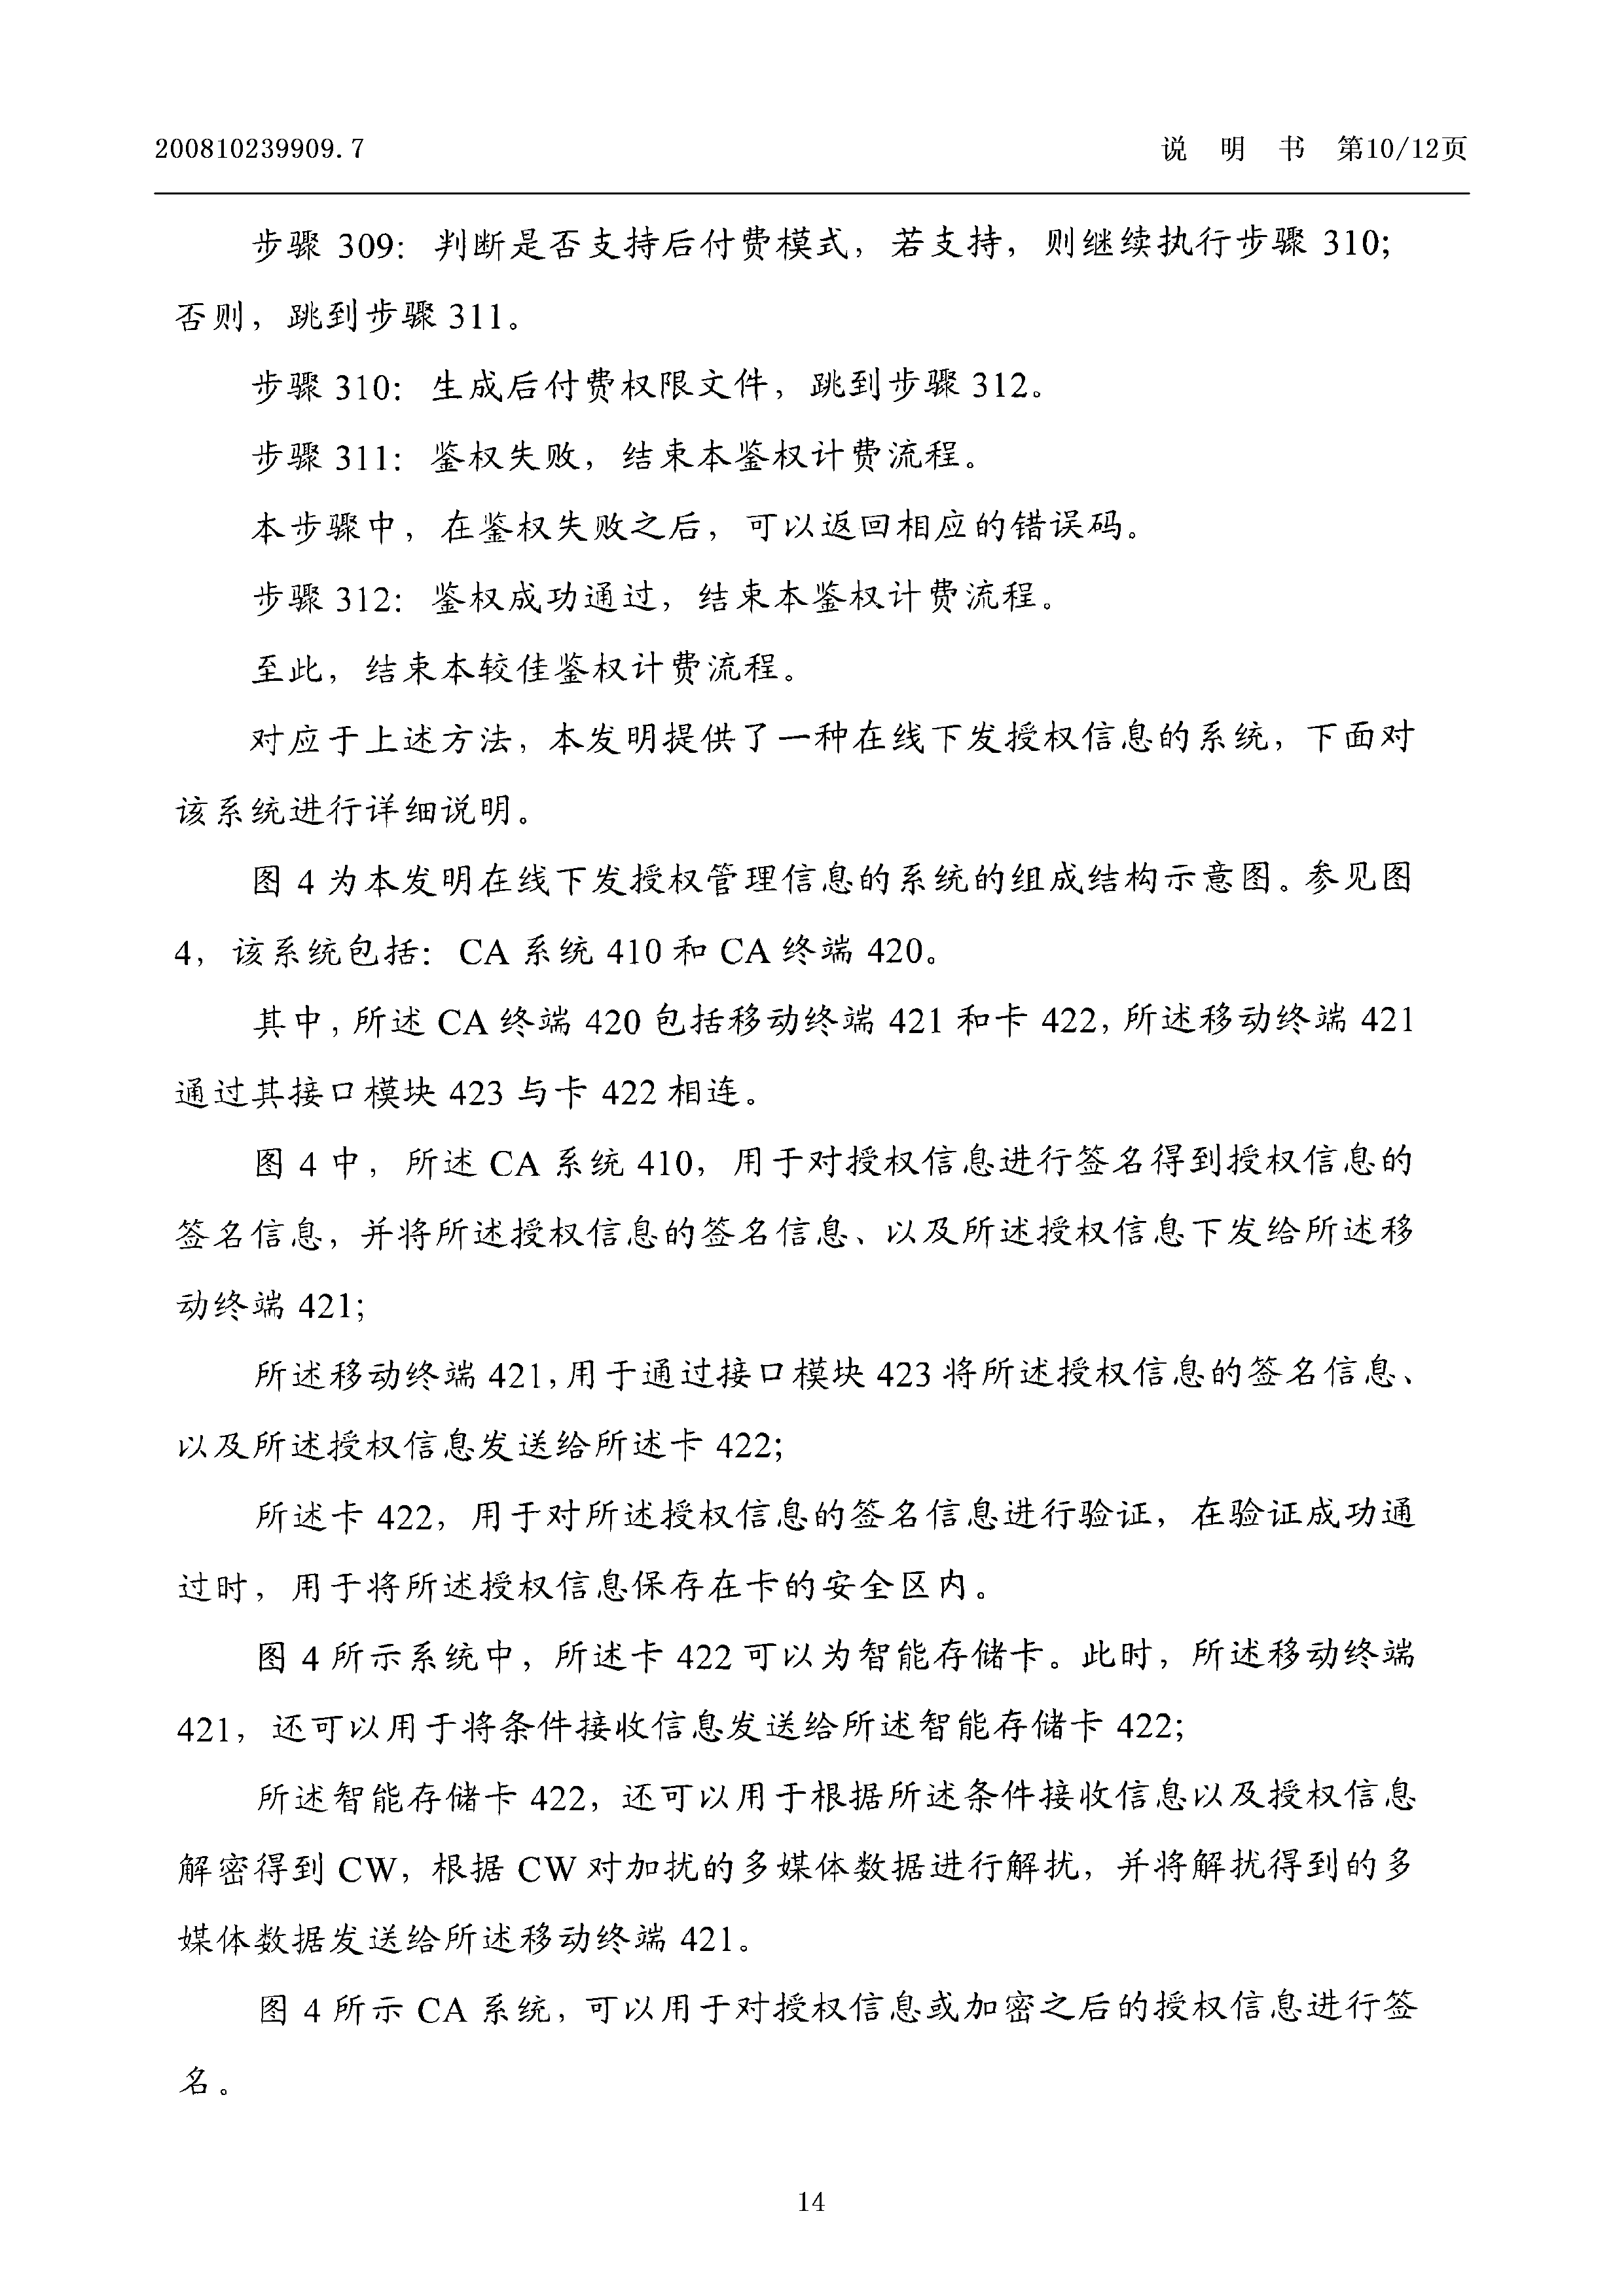 200810239909.7 说 明 书 第10/12页
步骤 309：判断是否支持后付费模式，若支持，则继续执行步骤 310；
否则，跳到步骤 311。
步骤 310：生成后付费权限文件，跳到步骤 312。
步骤 311：鉴权失败，结束本鉴权计费流程。
本步骤中，在鉴权失败之后，可以返回相应的错误码。
步骤 312：鉴权成功通过，结束本鉴权计费流程。
至此，结束本较佳鉴权计费流程。
对应于上述方法，本发明提供了一种在线下发授权信息的系统，下面对
该系统进行详细说明。
图 4 为本发明在线下发授权管理信息的系统的组成结构示意图。参见图
4，该系统包括：CA 系统 410 和 CA 终端 420。
其中，所述 CA 终端 420 包括移动终端 421 和卡 422，所述移动终端 421
通过其接口模块 423 与卡 422 相连。
图 4 中，所述 CA 系统 410，用于对授权信息进行签名得到授权信息的
签名信息，并将所述授权信息的签名信息、以及所述授权信息下发给所述移
动终端 421；
所述移动终端 421，用于通过接口模块 423 将所述授权信息的签名信息、
以及所述授权信息发送给所述卡 422；
所述卡 422，用于对所述授权信息的签名信息进行验证，在验证成功通
过时，用于将所述授权信息保存在卡的安全区内。
图 4 所示系统中，所述卡 422 可以为智能存储卡。此时，所述移动终端
421，还可以用于将条件接收信息发送给所述智能存储卡 422；
所述智能存储卡 422，还可以用于根据所述条件接收信息以及授权信息
解密得到 CW，根据 CW 对加扰的多媒体数据进行解扰，并将解扰得到的多
媒体数据发送给所述移动终端 421。
图 4 所示 CA 系统，可以用于对授权信息或加密之后的授权信息进行签
名。
14